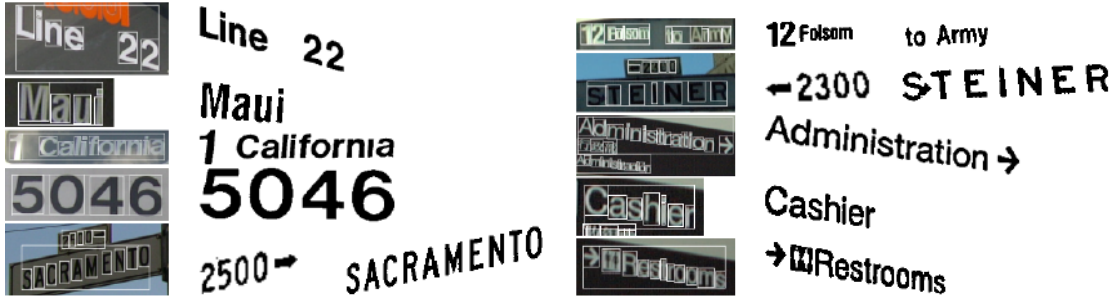 Line 22
Line 22
Maui
Maui
1 California
1 California
5046
5046
2500
SACRAMENTO
2500→ SACRAMENTO
12 Folsom to Army
12 Folsom to Army
←2300
STEINER
←2300 STEINER
Administration →
Administration
Administration →
Cashier
Cashier
→ Restrooms
→ Restrooms